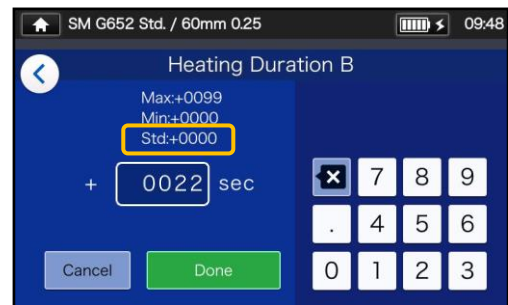 SM G652 Std. / 60mm 0.25 09:48
Heating Duration B
Max:+0099
Min:+0000
Std:+0000
+ 0022 sec
7 8 9
. 4 5 6
0 1 2 3
Cancel Done